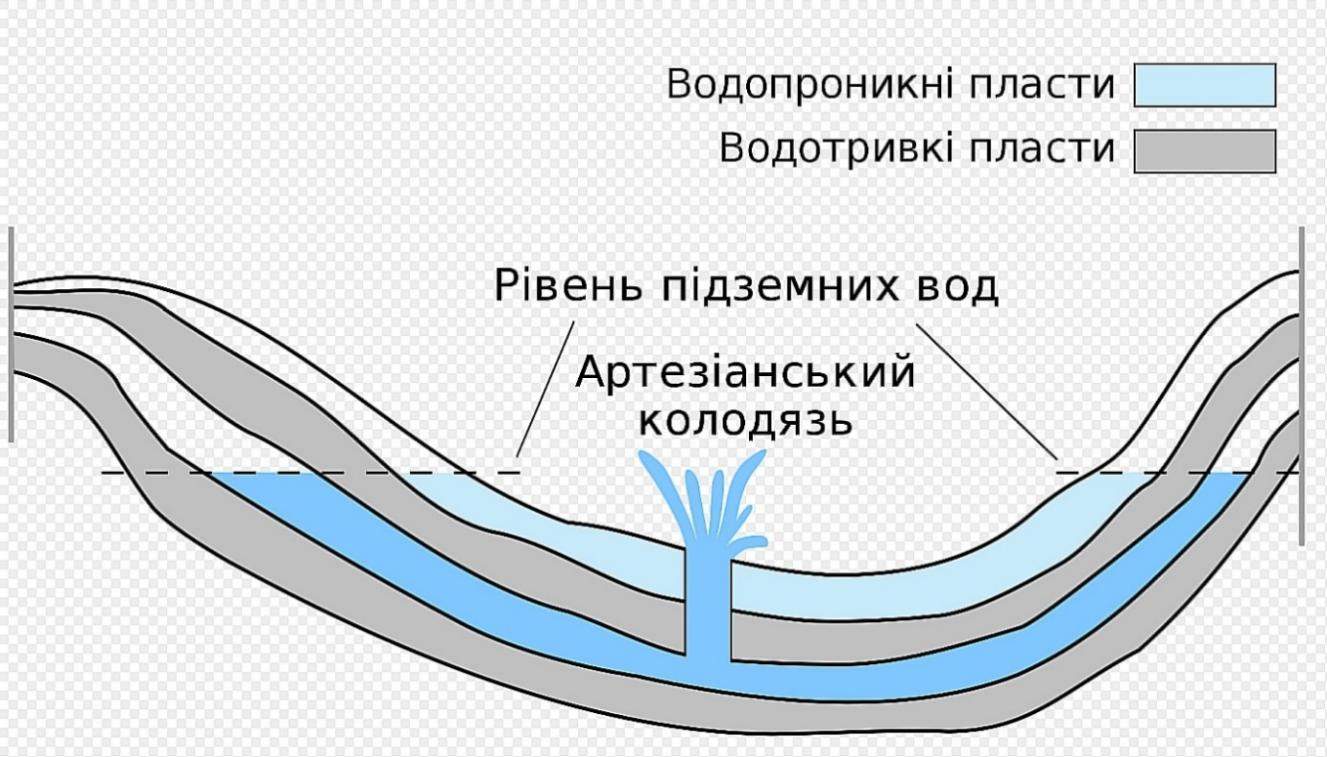 Водопроникні пласти
Водотривкі пласти
Рівень підземних вод
Артезіанський
колодязь